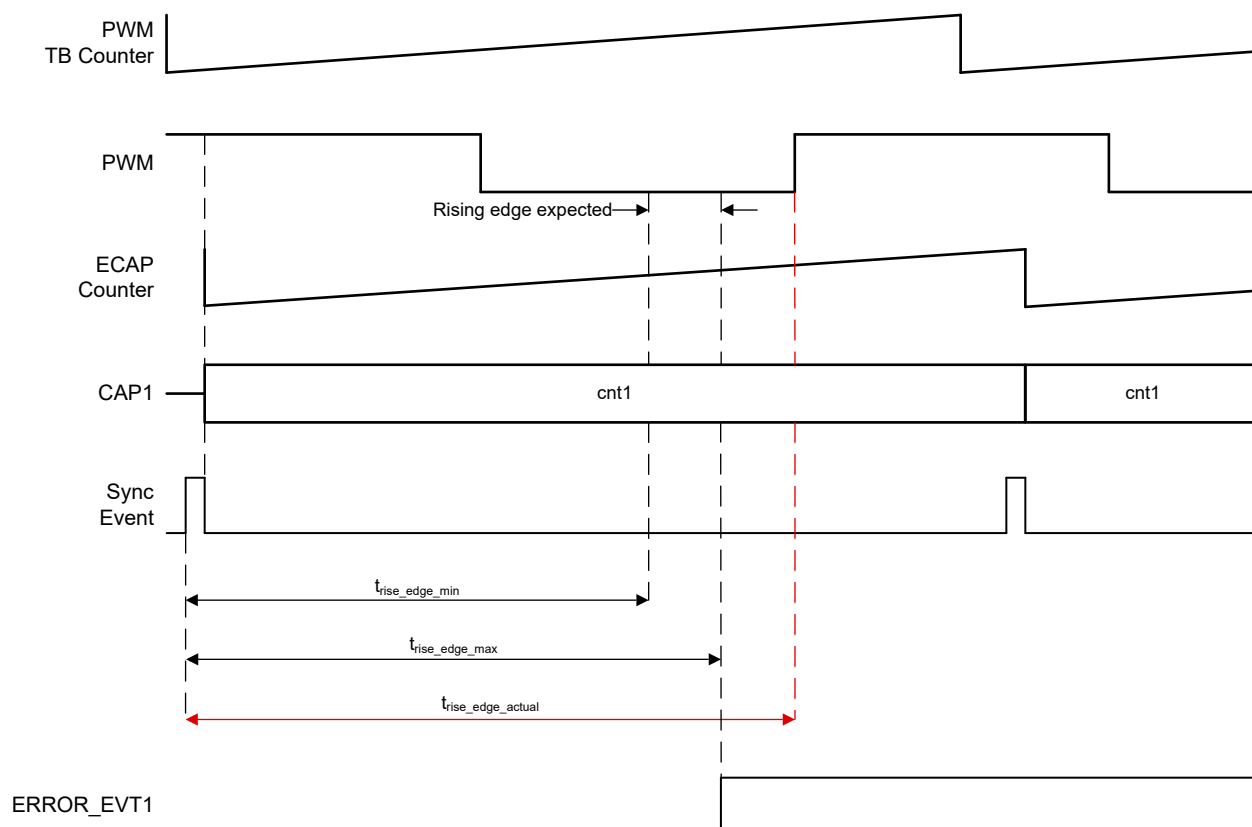 PWM
TB Counter
PWM
Rising edge expected
ECAP
Counter
CAP1
cnt1
cnt1
Sync
Event
trise_edge_min
trise_edge_max
trise_edge_actual
ERROR_EVT1